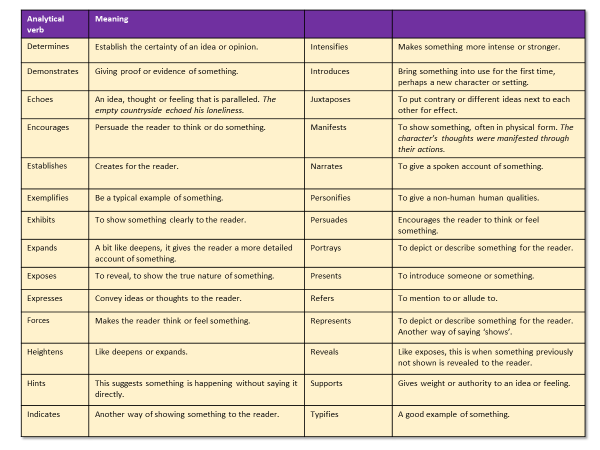 Analytical verb Meaning
Determines Establish the certainty of an idea or opinion. Intensifies Makes something more intense or stronger.
Demonstrates Giving proof or evidence of something. Introduces Bring something into use for the first time,
perhaps a new character or setting.
Echoes An idea, thought or feeling that is paralleled. The Juxtaposes To put contrary or different ideas next to each
empty countryside echoed his loneliness. other for effect.
Encourages Persuade the reader to think or do something. Manifests To show something, often in physical form. The
character's thoughts were manifested through
their actions.
Establishes Creates for the reader. Narrates To give a spoken account of something.
Exemplifies Be a typical example of something. Personifies To give a non-human human qualities.
Exhibits To show something clearly to the reader. Persuades Encourages the reader to think or feel
something.
Expands A bit like deepens, it gives the reader a more detailed Portrays To depict or describe something for the reader.
account of something.
Exposes To reveal, to show the true nature of something. Presents To introduce someone or something.
Expresses Convey ideas or thoughts to the reader. Refers To mention to or allude to.
Forces Makes the reader think or feel something. Represents To depict or describe something for the reader.
Another way of saying 'shows'.
Heightens Like deepens or expands. Reveals Like exposes, this is when something previously
not shown is revealed to the reader.
Hints This suggests something is happening without saying it Supports Gives weight or authority to an idea or feeling.
directly.
Indicates Another way of showing something to the reader. Typifies A good example of something.